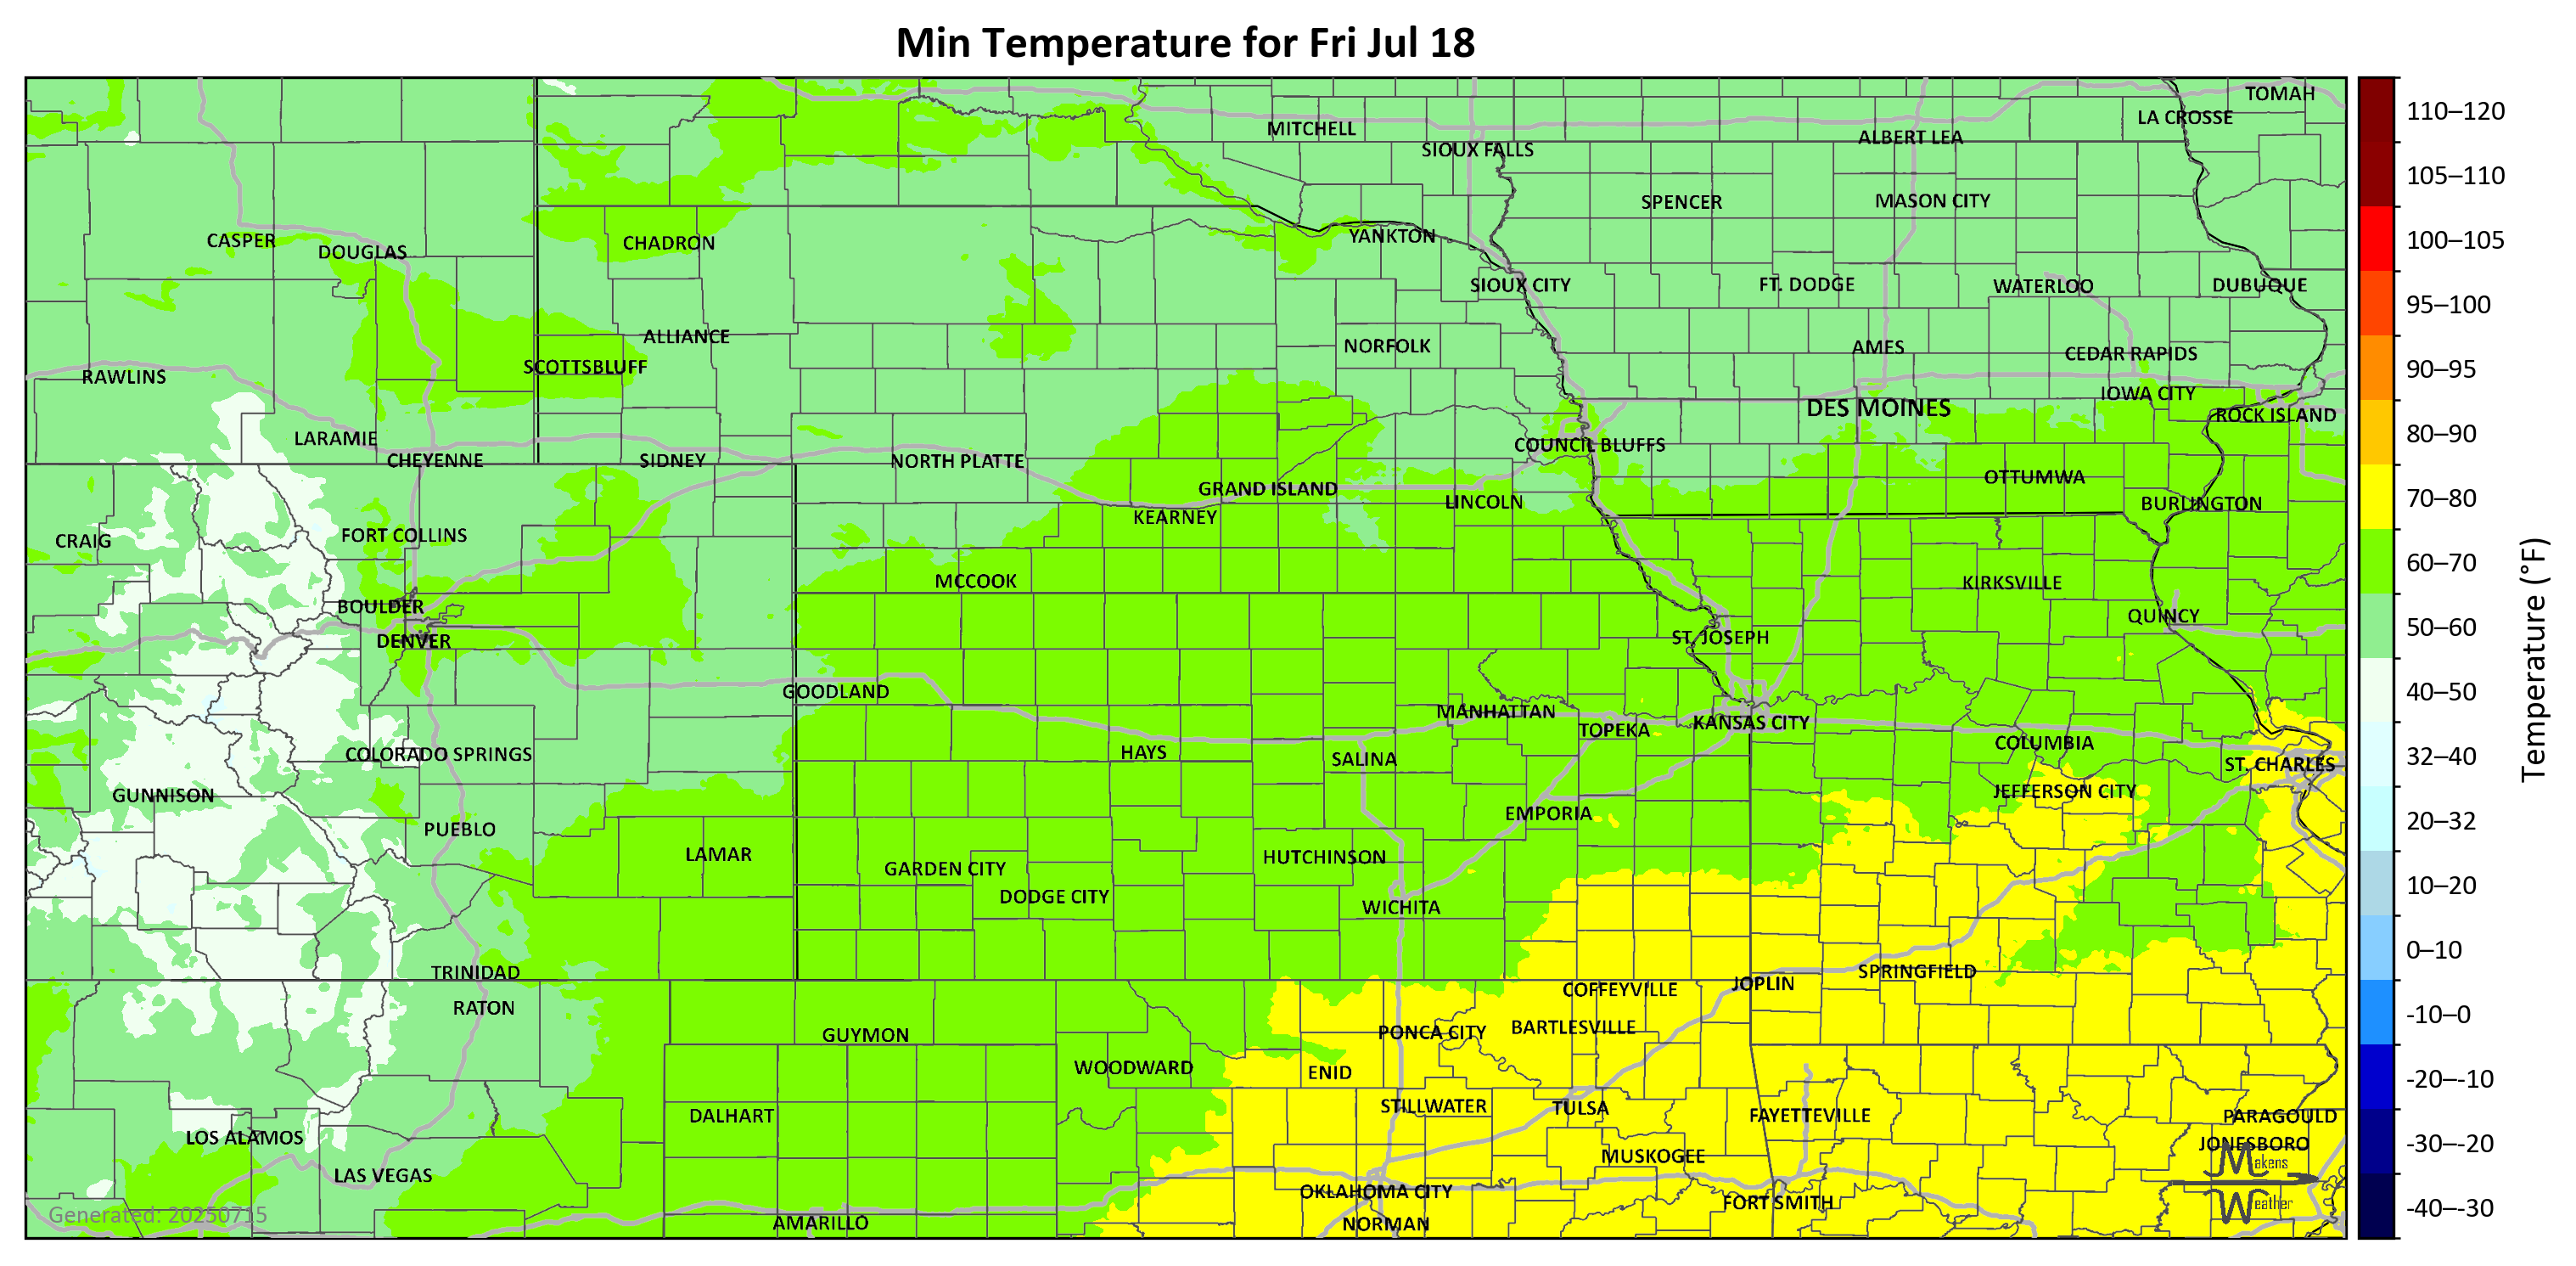 Min Temperature for Fri Jul 18
TOMAH
LA CROSSE
MITCHELL
ALBERT LEA
SIOUX FALLS
SPENCER
MASON CITY
CASPER
DOUGLAS
CHADRON
YANKTON
SIOUX CITY
FT. DODGE
WATERLOO
DUBUQUE
ALLIANCE
NORFOLK
AMES
CEDAR RAPIDS
SCOTTSBLUFF
RAWLINS
IOWA CITY
DES MOINES
ROCK ISLAND
LARAMIE
COUNCIL BLUFFS
CHEYENNE
SIDNEY
NORTH PLATTE
OTTUMWA
GRAND ISLAND
LINCOLN
BURLINGTON
KEARNEY
FORT COLLINS
CRAIG
MCCOOK
KIRKSVILLE
BOULDER
QUINCY
DENVER
ST. JOSEPH
GOODLAND
MANHATTAN
TOPEKA
KANSAS CITY
COLUMBIA
COLORADO SPRINGS
HAYS
SALINA
ST. CHARLES
GUNNISON
JEFFERSON CITY
EMPORIA
PUEBLO
LAMAR
HUTCHINSON
GARDEN CITY
DODGE CITY
WICHITA
TRINIDAD
SPRINGFIELD
JOPLIN
COFFEYVILLE
RATON
BARTLESVILLE
PONCA CITY
GUYMON
WOODWARD
ENID
STILLWATER
TULSA
DALHART
FAYETTEVILLE
PARAGOULD
LOS ALAMOS
JONESBORO
MUSKOGEE
LAS VEGAS
OKLAHOMA CITY
FORT SMITH
AMARILLO
NORMAN
Generated: 20250715
Makens
Weather
110–120
105–110
100–105
95–100
90–95
80–90
70–80
60–70
50–60
40–50
32–40
20–32
10–20
0–10
-10–0
-20–-10
-30–-20
-40–-30
Temperature (°F)